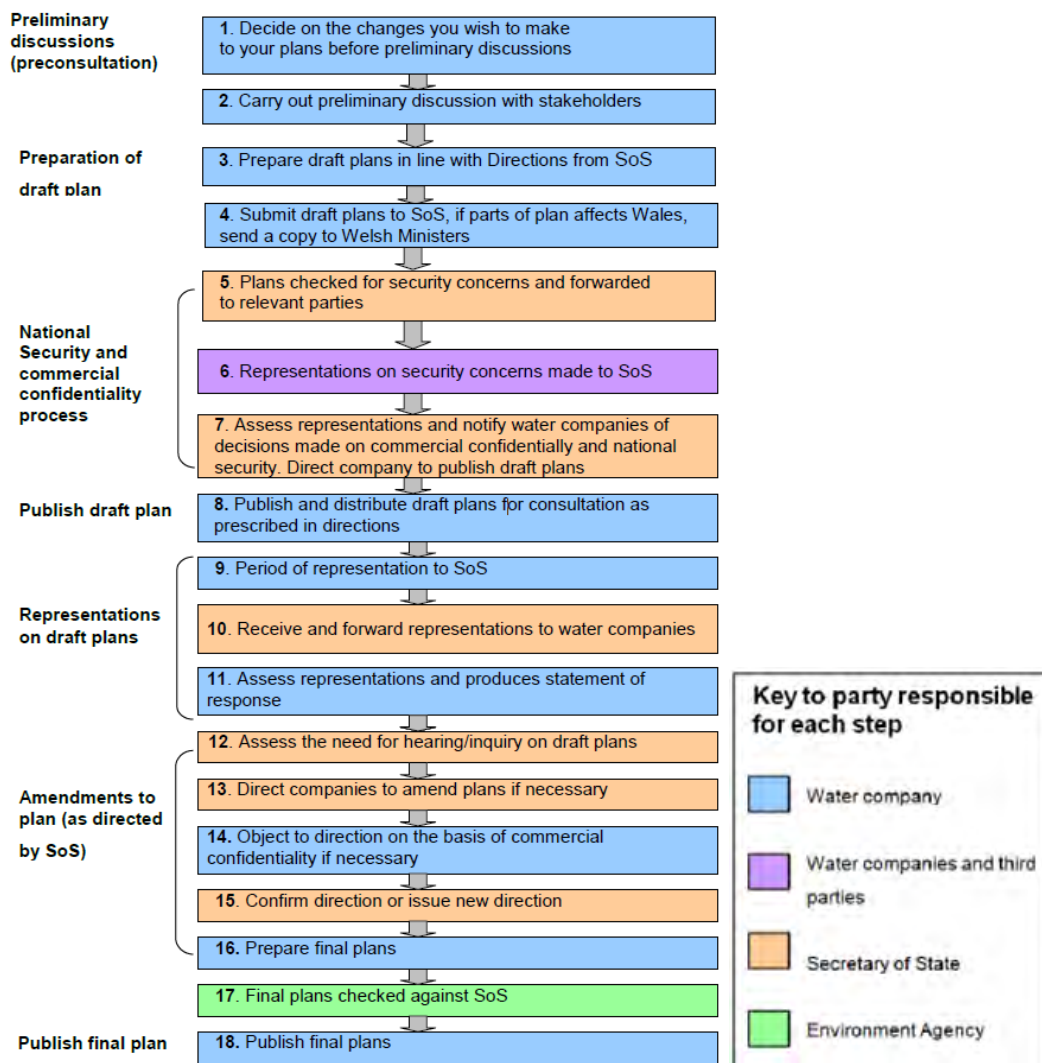 Preliminary
discussions
(preconsultation)
1. Decide on the changes you wish to make
to your plans before preliminary discussions
2. Carry out preliminary discussion with stakeholders
Preparation of
draft plan
3. Prepare draft plans in line with Directions from SoS
4. Submit draft plans to SoS, if parts of plan affects Wales,
send a copy to Welsh Ministers
National
Security and
commercial
confidentiality
process
5. Plans checked for security concerns and forwarded
to relevant parties
6. Representations on security concerns made to SoS
7. Assess representations and notify water companies of
decisions made on commercial confidentially and national
security. Direct company to publish draft plans
Publish draft plan
8. Publish and distribute draft plans for consultation as
prescribed in directions
Representations
on draft plans
9. Period of representation to SoS
10. Receive and forward representations to water companies
11. Assess representations and produces statement of
response
Amendments to
plan (as directed
by SoS)
12. Assess the need for hearing/inquiry on draft plans
13. Direct companies to amend plans if necessary
14. Object to direction on the basis of commercial
confidentiality if necessary
15. Confirm direction or issue new direction
16. Prepare final plans
17. Final plans checked against SoS
Publish final plan
18. Publish final plans
Key to party responsible
for each step
Water company
Water companies and third
parties
Secretary of State
Environment Agency